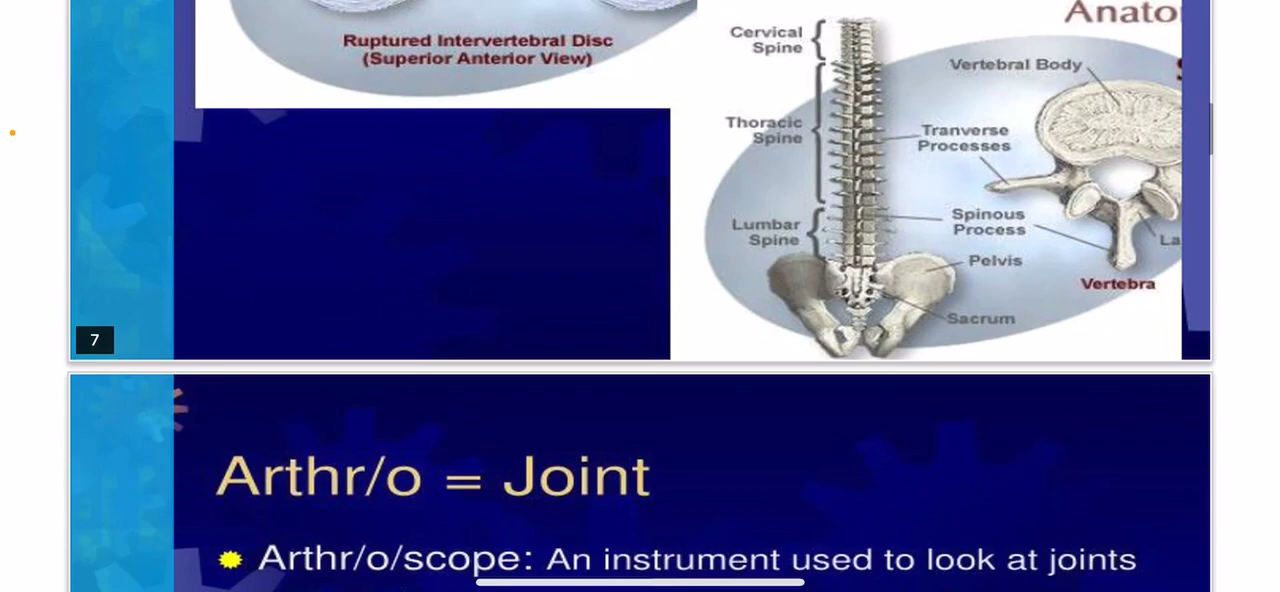 Ruptured Intervertebral Disc
(Superior Anterior View)
Cervical
Spine
Thoracic
Spine
Lumbar
Spine
Vertebral Body
Tranverse
Processes
Spinous
Process
Pelvis
Sacrum
Vertebra
7
Arthr/o = Joint
Arthr/o/scope: An instrument used to look at joints